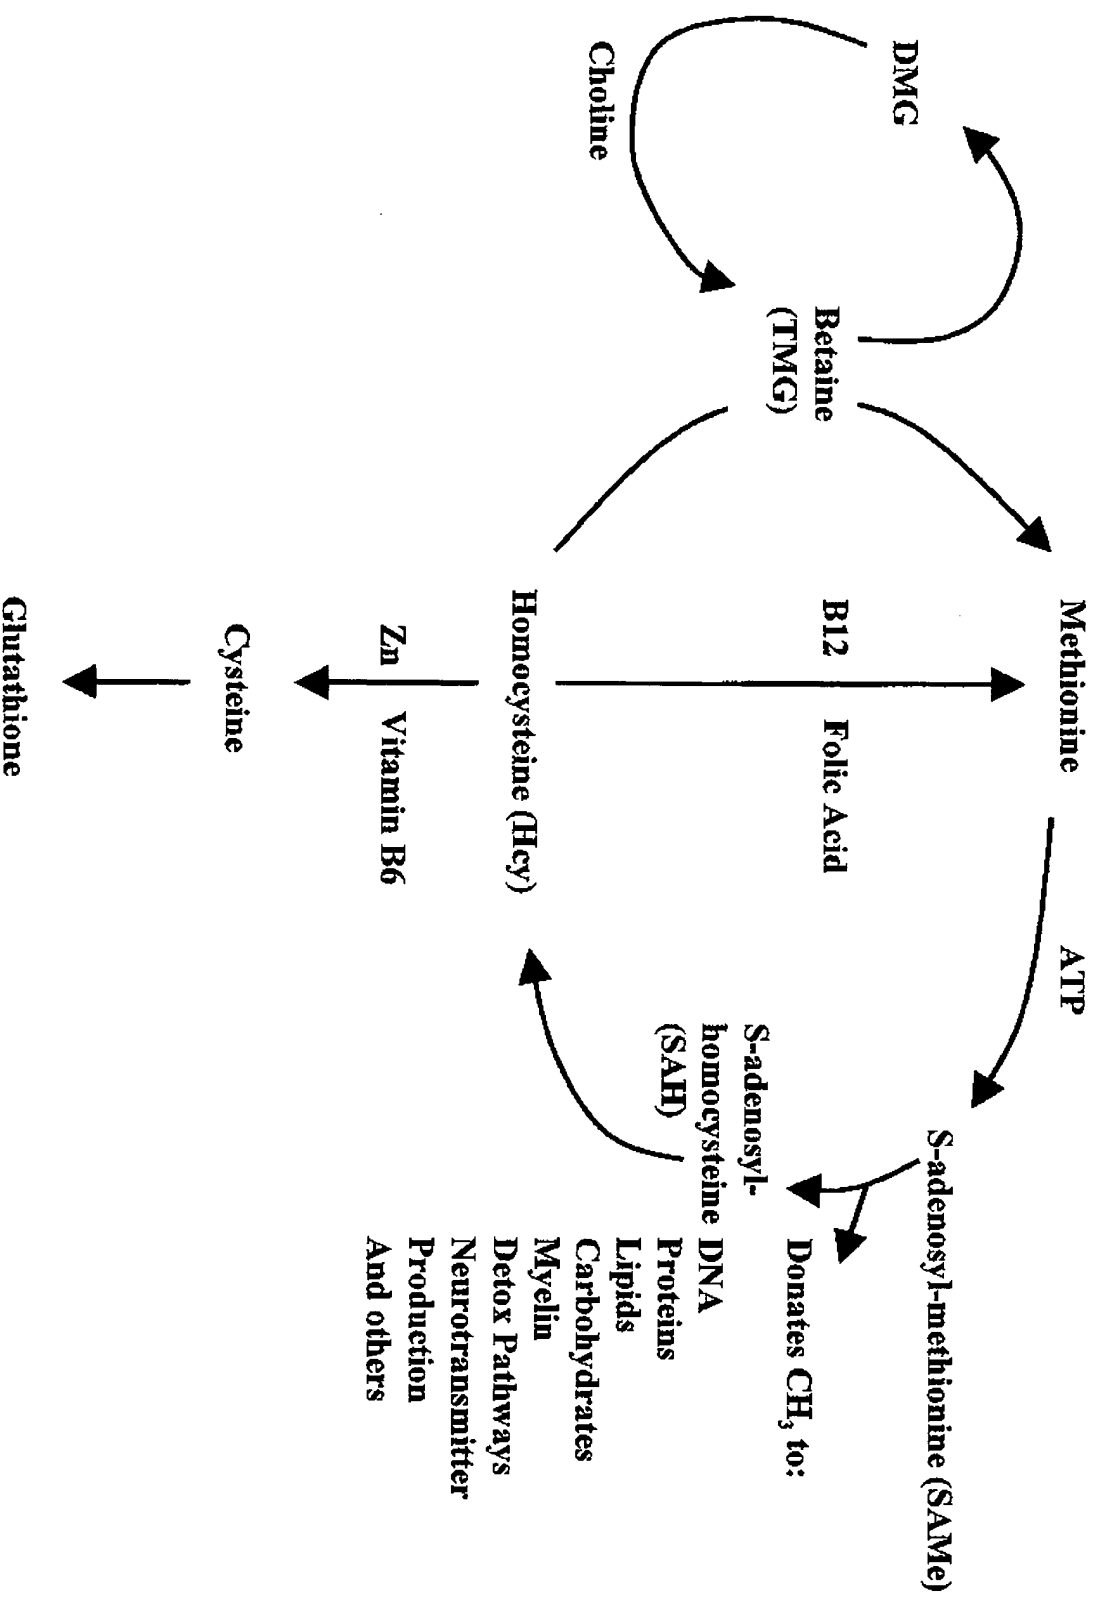 Methionine
ATP
DMG
S-adenosyl-methionine (SAMe)
Betaine
(TMG)
B12
Folic Acid
Donates CH₃ to:
S-adenosyl-
homocysteine
(SAH)
DNA
Proteins
Lipids
Carbohydrates
Myelin
Detox Pathways
Neurotransmitter
Production
And others
Choline
Homocysteine (Hcy)
Zn
Vitamin B6
Cysteine
Glutathione